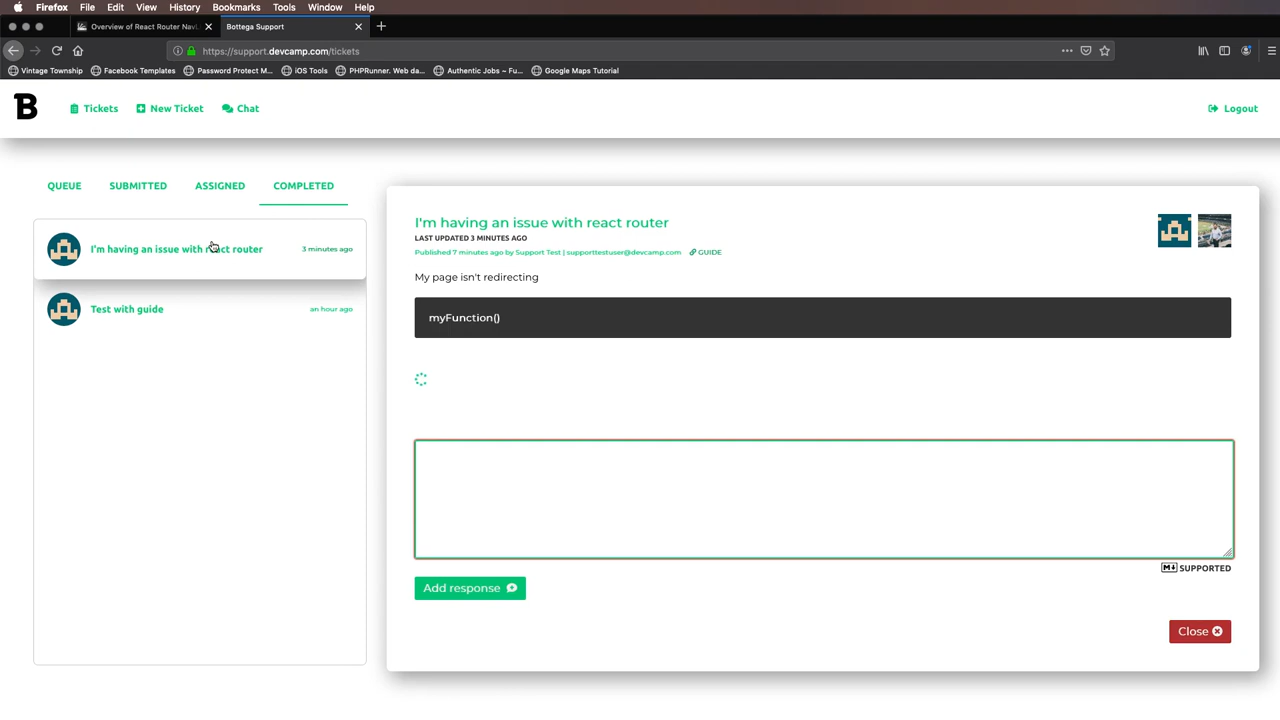 Firefox File Edit View History Bookmarks Tools Window Help
Overview of React Router Navi Bottega Support
https://support.devcamp.com/tickets
Vintage Township Facebook Templates Password Protect M... iOS Tools PHPRunner. Web da... Authentic Jobs ~ Fu... Google Maps Tutorial
B Tickets New Ticket Chat Logout
QUEUE SUBMITTED ASSIGNED COMPLETED
I'm having an issue with react router 3 minutes ago
Test with guide an hour ago
I'm having an issue with react router
LAST UPDATED 3 MINUTES AGO
Published 7 minutes ago by Support Test | supporttestuser@devcamp.com GUIDE
My page isn't redirecting
myFunction()
M SUPPORTED
Add response
Close